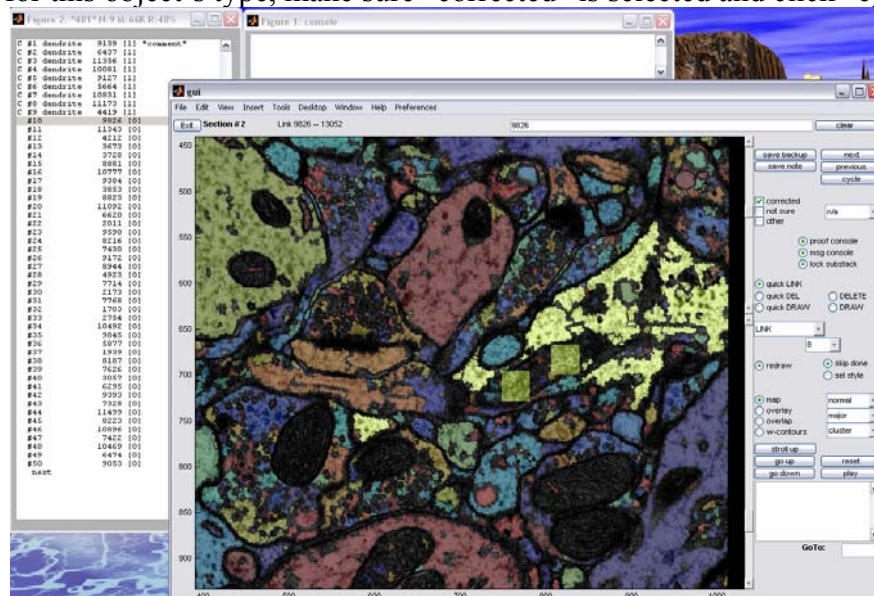 for this object's type, make sure "corrected" is selected and click
Figure 2: *401* N:9 M:66K R:40%
Figure 1: console
C #1 dendrite 9139 [1] *comment*
C #2 dendrite 6437 [1]
C #3 dendrite 11356 [1]
C #4 dendrite 10081 [1]
C #5 dendrite 9127 [1]
C #6 dendrite 5664 [1]
C #7 dendrite 10831 [1]
C #8 dendrite 11173 [1]
C #9 dendrite 4419 [1]
#10 9826 [0]
#11 11343 [0]
#12 4212 [0]
#13 3673 [0]
#14 3728 [0]
#15 8881 [0]
#16 10777 [0]
#17 9304 [0]
#18 3853 [0]
#19 8823 [0]
#20 11092 [0]
#21 6620 [0]
#22 2011 [0]
#23 9590 [0]
#24 8216 [0]
#25 7430 [0]
#26 9172 [0]
#27 8944 [0]
#28 4923 [0]
#29 7714 [0]
#30 2173 [0]
#31 7768 [0]
#32 1703 [0]
#33 2754 [0]
#34 10492 [0]
#35 9845 [0]
#36 5077 [0]
#37 1939 [0]
#38 8187 [0]
#39 7626 [0]
#40 3057 [0]
#41 6295 [0]
#42 9393 [0]
#43 7328 [0]
#44 11499 [0]
#45 8223 [0]
#46 10896 [0]
#47 7422 [0]
#48 10469 [0]
#49 6474 [0]
#50 9053 [0]
next
gui
File Edit View Insert Tools Desktop Window Help Preferences
Exit Section # 2 Link 9826 -- 13052 9826 clear
save backup next
save note previous
cycle
corrected
not sure n/a
other
proof console
msg console
lock substack
quick LINK
quick DEL DELETE
quick DRAW DRAW
LINK
8
redraw skip done
sel style
map normal
overlay major
overlap
w-contours cluster
stroll up
go up reset
go down play
GoTo:
450
500
550
600
650
700
750
800
850
900
400 500 600 700 800 900 1000